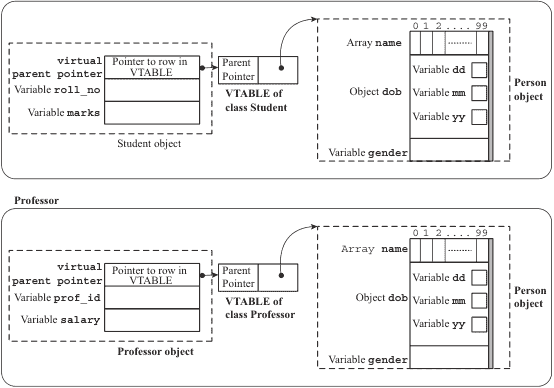 0 1 2 .... 99
Array name
virtual
parent pointer
Pointer to row in
VTABLE
Parent
Pointer
Variable dd
Variable roll_no
Object dob
Variable mm
Person
object
VTABLE of
class Student
Variable marks
Variable yy
Student object
Variable gender
Professor
0 1 2 .... 99
Array name
virtual
parent pointer
Pointer to row in
VTABLE
Parent
Pointer
Variable dd
Variable prof_id
Object dob
Variable mm
Person
object
VTABLE of
class Professor
Variable salary
Variable yy
Professor object
Variable gender